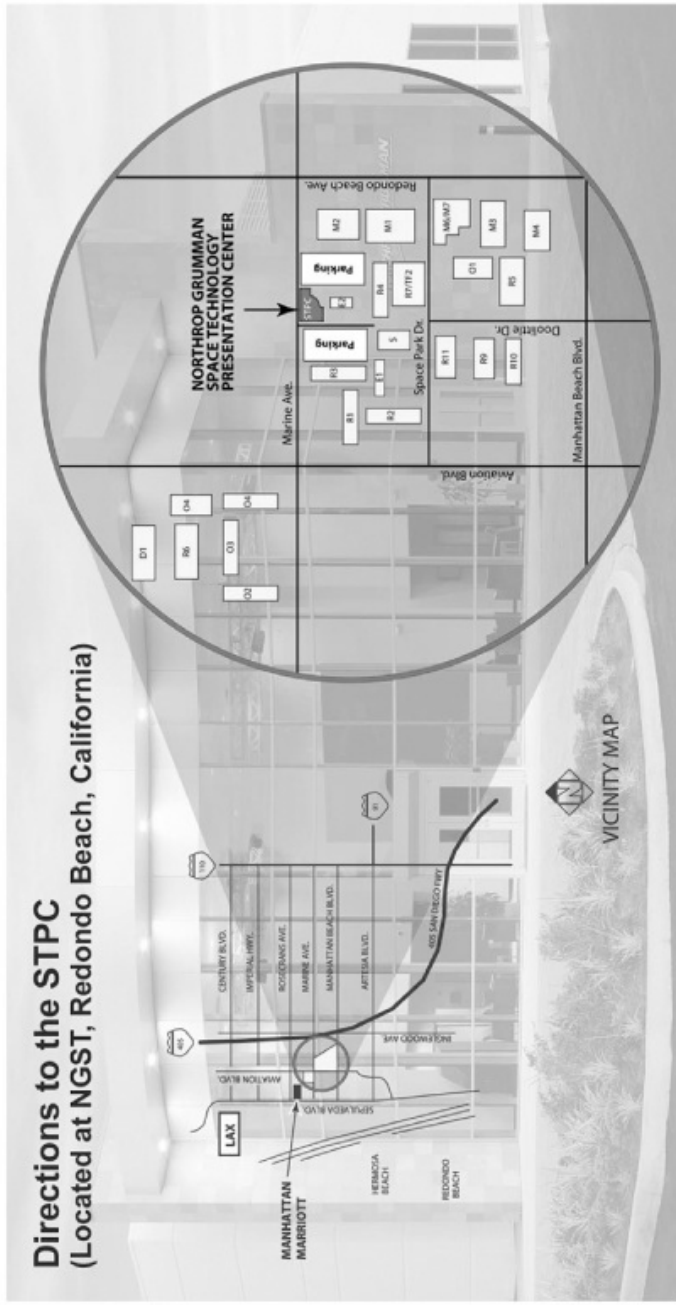 Directions to the STPC
(Located at NGST, Redondo Beach, California)
LAX
MANHATTAN
MARRIOTT
HERMOSA
BEACH
REDONDO
BEACH
SEPULVEDA BLVD.
AVIATION BLVD.
INGLEWOOD AVE.
405
110
91
CENTURY BLVD.
IMPERIAL HWY.
ROSECRANS AVE.
MARINE AVE.
MANHATTAN BEACH BLVD.
ARTESIA BLVD.
405 SAN DIEGO FWY
N
VICINITY MAP
NORTHROP GRUMMAN
SPACE TECHNOLOGY
PRESENTATION CENTER
Marine Ave.
Aviation Blvd.
Space Park Dr.
Doolittle Dr.
Manhattan Beach Blvd.
Redondo Beach Ave.
D1
R6
O4
O4
O3
O2
STPC
Parking
Parking
E2
M2
M1
R4
R7/TF2
S
R3
E1
R1
R2
M6/M7
M3
M4
O1
R5
R11
R9
R10